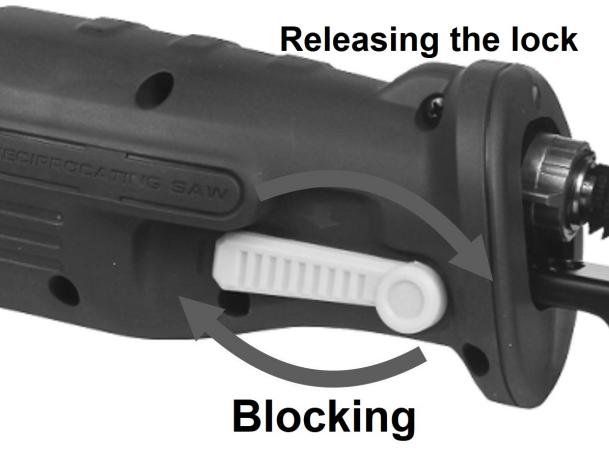 Releasing the lock
RECIPROCATING SAW
Blocking